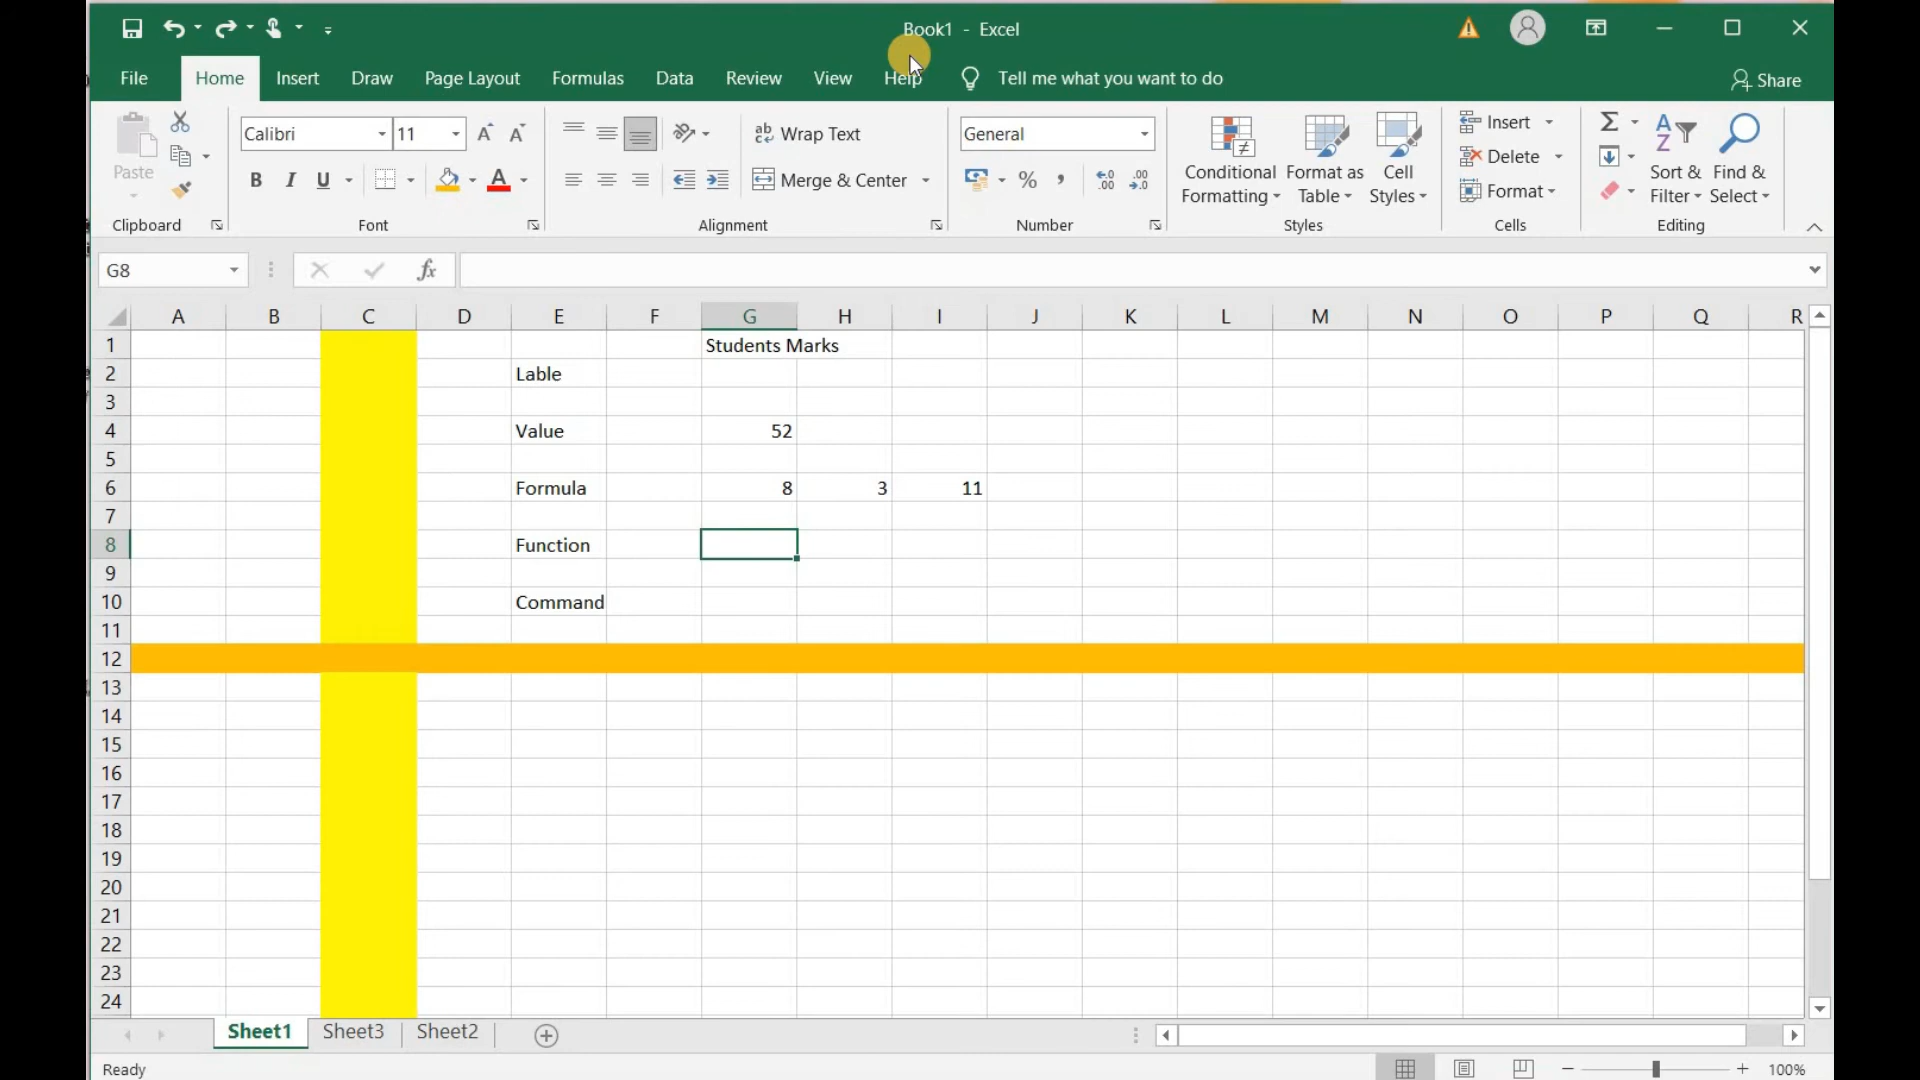 Book1 - Excel
File Home Insert Draw Page Layout Formulas Data Review View Help Tell me what you want to do Share
Calibri 11 Wrap Text General Insert
Paste Conditional Formatting Format as Table Cell Styles Delete Sort & Filter Find & Select
B I U Merge & Center % Format
Clipboard Font Alignment Number Styles Cells Editing
G8 fx
A B C D E F G H I J K L M N O P Q R
1 Students Marks
2 Lable
3
4 Value 52
5
6 Formula 8 3 11
7
8 Function
9
10 Command
11
12
13
14
15
16
17
18
19
20
21
22
23
24
Sheet1 Sheet3 Sheet2
Ready 100%